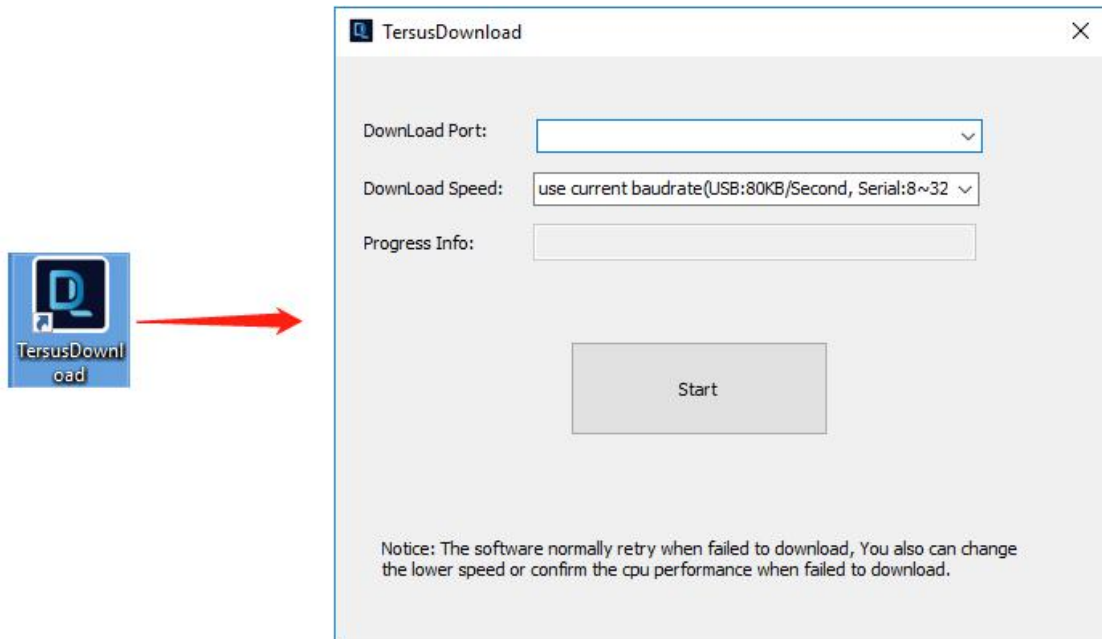 TersusDownload
DownLoad Port:
DownLoad Speed:
use current baudrate(USB:80KB/Second, Serial:8~32
Progress Info:
TersusDownl
oad
Start
Notice: The software normally retry when failed to download, You also can change
the lower speed or confirm the cpu performance when failed to download.